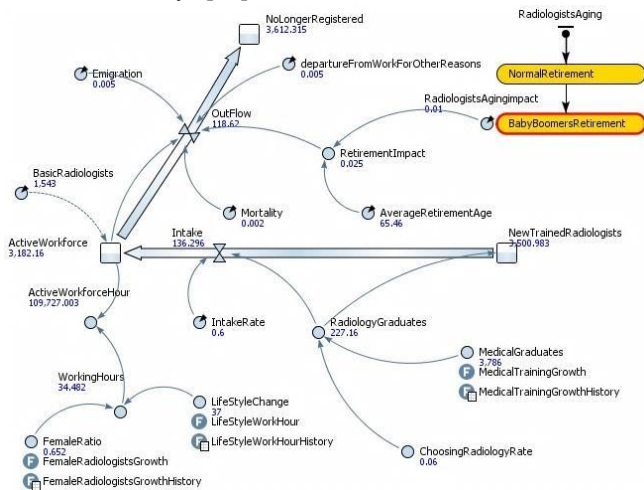 NoLongerRegistered
3,612.315
RadiologistsAging
Emigration
0.005
departureFromWorkForOtherReasons
0.005
NormalRetirement
OutFlow
118.62
RadiologistsAgingimpact
0.01
BabyBoomersRetirement
RetirementImpact
0.025
BasicRadiologists
1,543
Mortality
0.002
AverageRetirementAge
65.46
ActiveWorkforce
3,182.16
Intake
136.296
NewTrainedRadiologists
3,500.983
ActiveWorkforceHour
109,727.003
IntakeRate
0.6
RadiologyGraduates
227.16
MedicalGraduates
3.786
F MedicalTrainingGrowth
F MedicalTrainingGrowthHistory
WorkingHours
34.482
LifeStyleChange
37
F LifeStyleWorkHour
F LifeStyleWorkHourHistory
FemaleRatio
0.652
F FemaleRadiologistsGrowth
F FemaleRadiologistsGrowthHistory
ChoosingRadiologyRate
0.06